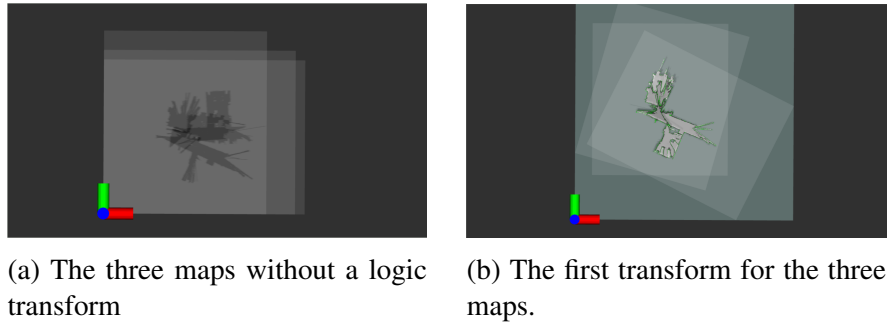 (a) The three maps without a logic
transform
(b) The first transform for the three
maps.